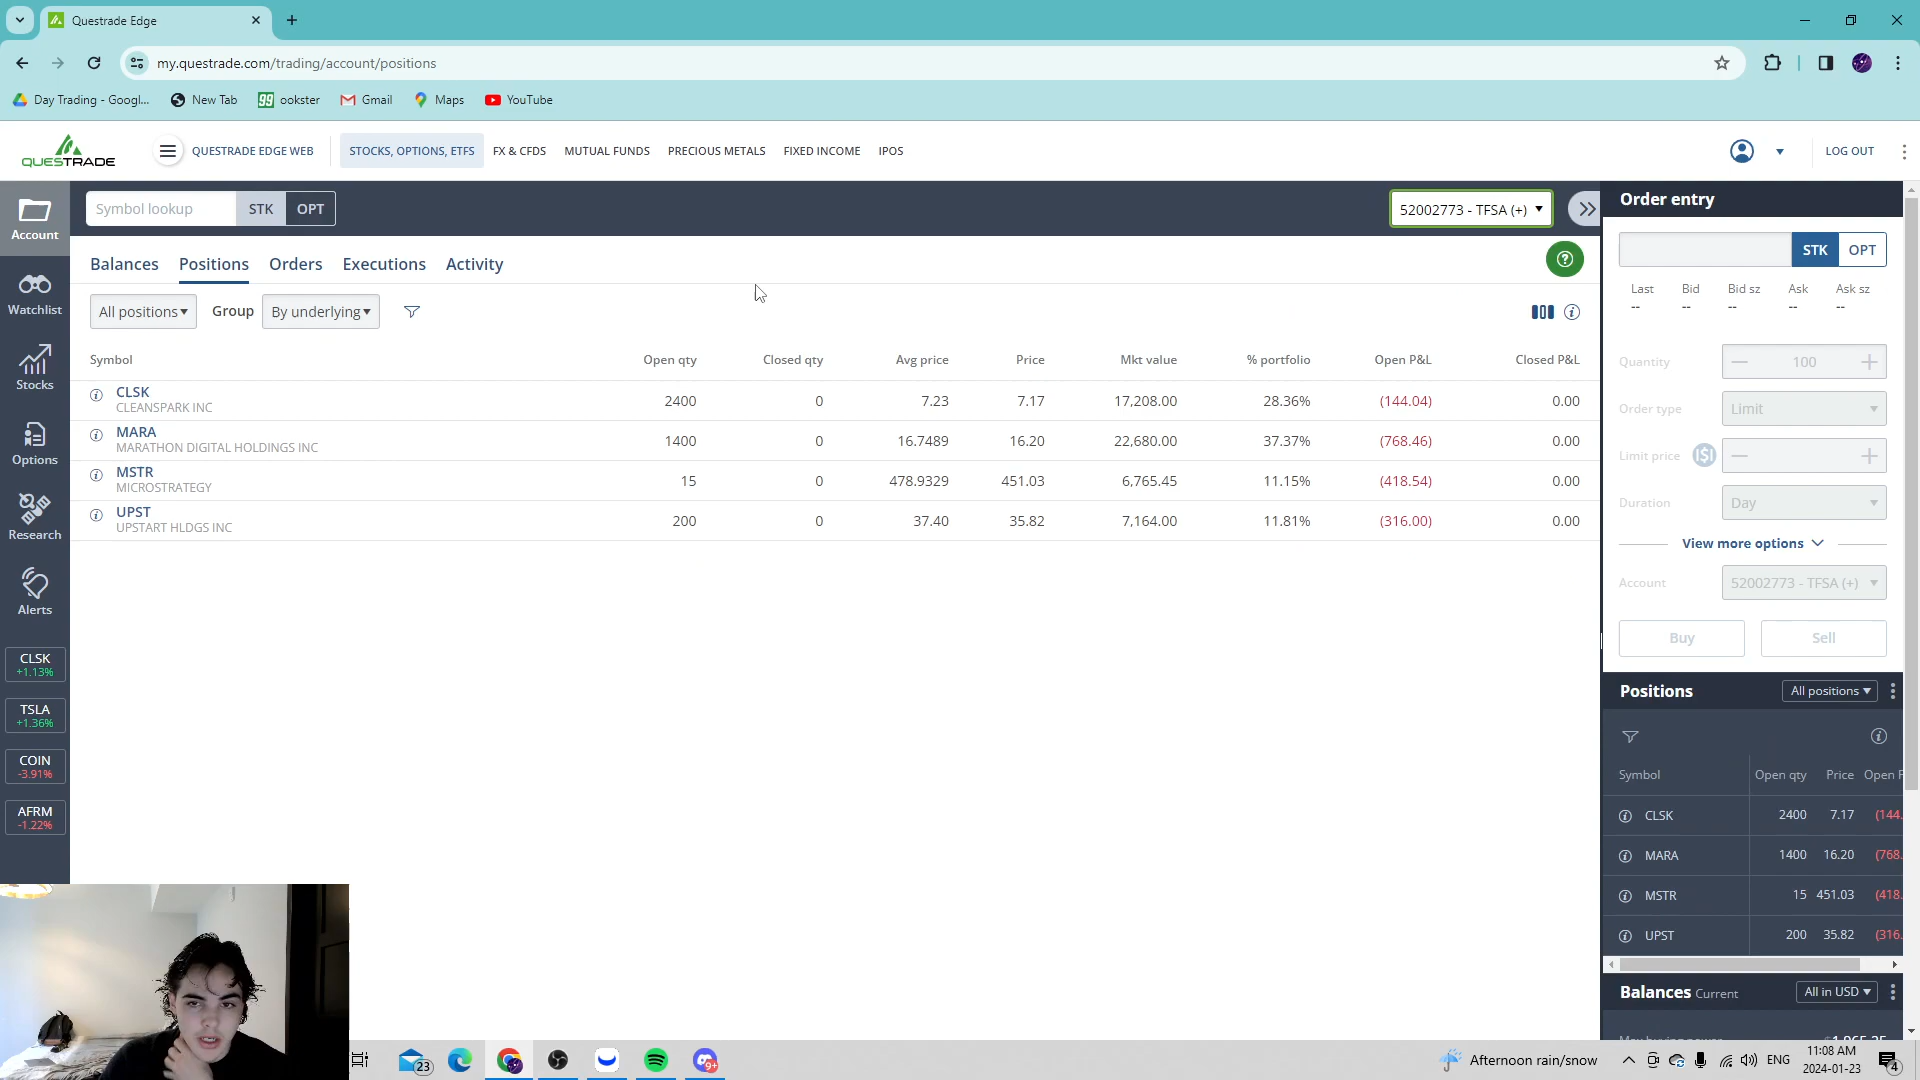 Questrade Edge
my.questrade.com/trading/account/positions
Day Trading - Googl... New Tab ookster Gmail Maps YouTube
QUESTRADE QUESTRADE EDGE WEB STOCKS, OPTIONS, ETFS FX & CFDS MUTUAL FUNDS PRECIOUS METALS FIXED INCOME IPOS LOG OUT
Account
Watchlist
Stocks
Options
Research
Alerts
CLSK
+1.13%
TSLA
+1.36%
COIN
-3.91%
AFRM
-1.22%
Symbol lookup STK OPT 52002773 - TFSA (+)
Balances Positions Orders Executions Activity
All positions Group By underlying
Symbol Open qty Closed qty Avg price Price Mkt value % portfolio Open P&L Closed P&L
CLSK 2400 0 7.23 7.17 17,208.00 28.36% (144.04) 0.00
CLEANSPARK INC
MARA 1400 0 16.7489 16.20 22,680.00 37.37% (768.46) 0.00
MARATHON DIGITAL HOLDINGS INC
MSTR 15 0 478.9329 451.03 6,765.45 11.15% (418.54) 0.00
MICROSTRATEGY
UPST 200 0 37.40 35.82 7,164.00 11.81% (316.00) 0.00
UPSTART HLDGS INC
Order entry
STK OPT
Last Bid Bid sz Ask Ask sz
-- -- -- -- --
Quantity 100
Order type Limit
Limit price
Duration Day
View more options
Account 52002773 - TFSA (+)
Buy Sell
Positions All positions
Symbol Open qty Price Open
CLSK 2400 7.17 (144.
MARA 1400 16.20 (768.
MSTR 15 451.03 (418.
UPST 200 35.82 (316.
Balances Current All in USD
23 9+ Afternoon rain/snow ENG 11:08 AM
2024-01-23 4